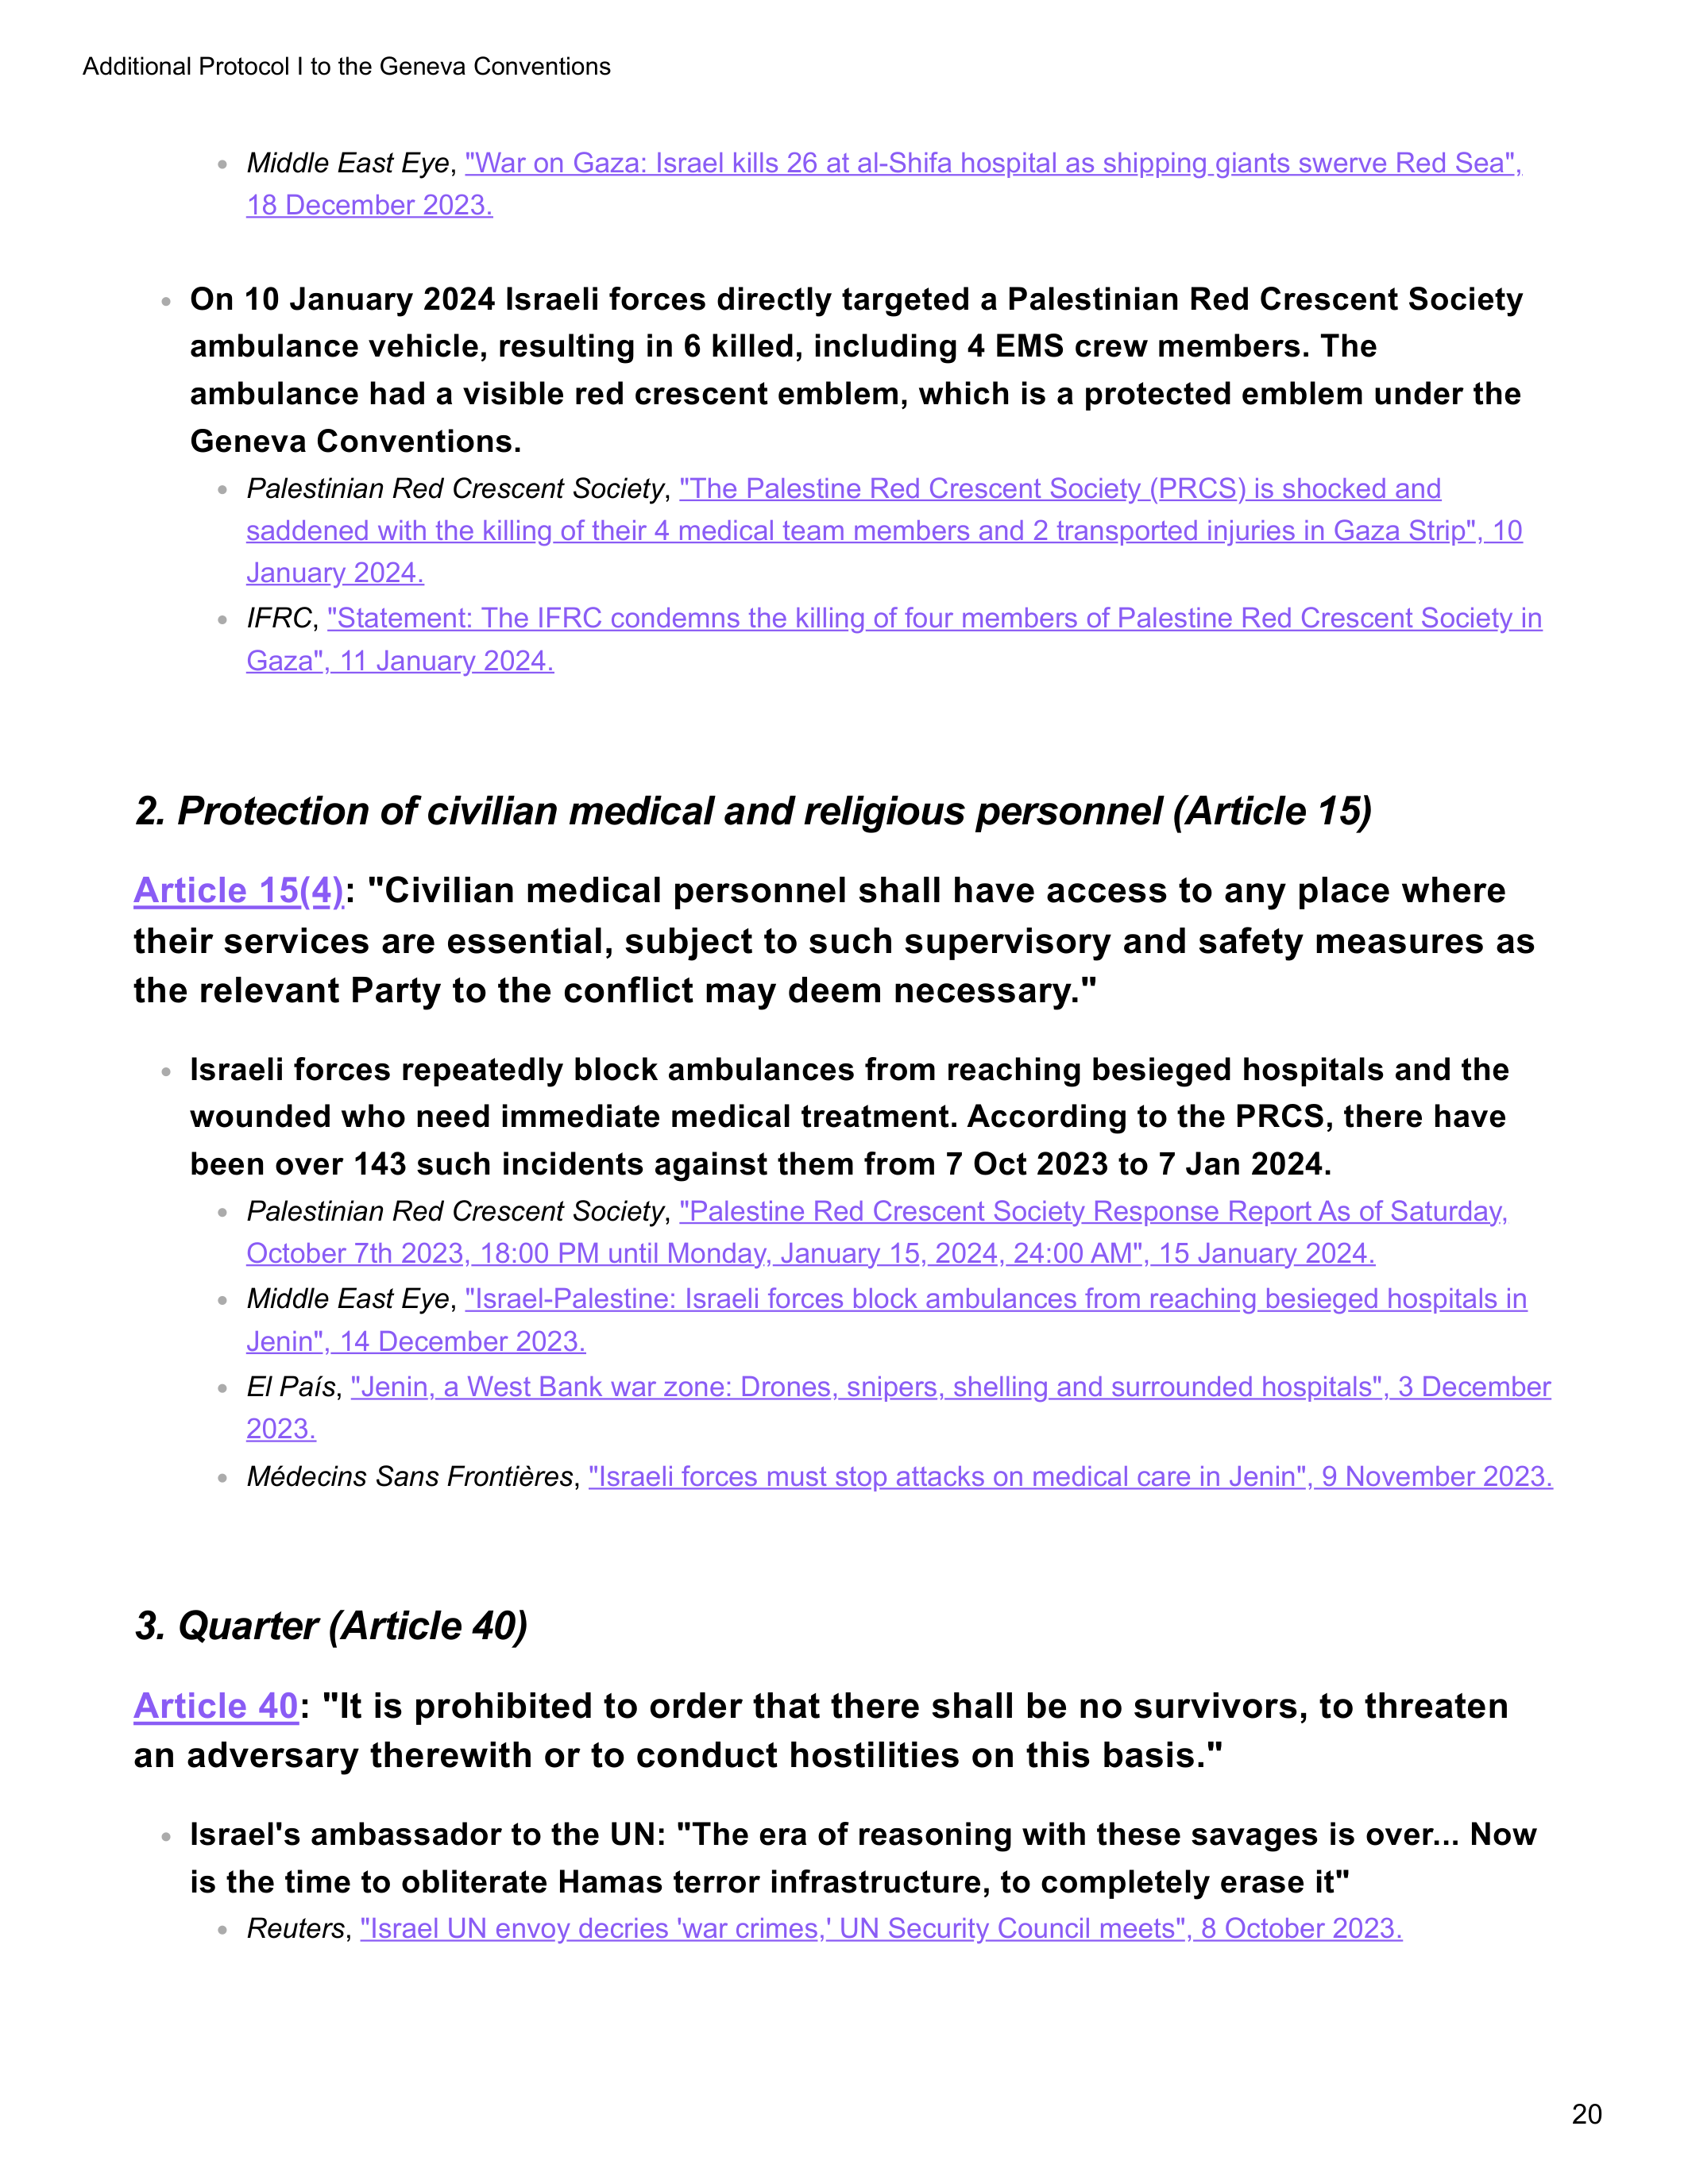 Additional Protocol I to the Geneva Conventions
Middle East Eye, "War on Gaza: Israel kills 26 at al-Shifa hospital as shipping giants swerve Red Sea",
18 December 2023.
On 10 January 2024 Israeli forces directly targeted a Palestinian Red Crescent Society
ambulance vehicle, resulting in 6 killed, including 4 EMS crew members. The
ambulance had a visible red crescent emblem, which is a protected emblem under the
Geneva Conventions.
Palestinian Red Crescent Society, "The Palestine Red Crescent Society (PRCS) is shocked and
saddened with the killing of their 4 medical team members and 2 transported injuries in Gaza Strip", 10
January 2024.
IFRC, "Statement: The IFRC condemns the killing of four members of Palestine Red Crescent Society in
Gaza", 11 January 2024.
2. Protection of civilian medical and religious personnel (Article 15)
Article 15(4): "Civilian medical personnel shall have access to any place where
their services are essential, subject to such supervisory and safety measures as
the relevant Party to the conflict may deem necessary."
Israeli forces repeatedly block ambulances from reaching besieged hospitals and the
wounded who need immediate medical treatment. According to the PRCS, there have
been over 143 such incidents against them from 7 Oct 2023 to 7 Jan 2024.
Palestinian Red Crescent Society, "Palestine Red Crescent Society Response Report As of Saturday,
October 7th 2023, 18:00 PM until Monday, January 15, 2024, 24:00 AM", 15 January 2024.
Middle East Eye, "Israel-Palestine: Israeli forces block ambulances from reaching besieged hospitals in
Jenin", 14 December 2023.
El País, "Jenin, a West Bank war zone: Drones, snipers, shelling and surrounded hospitals", 3 December
2023.
Médecins Sans Frontières, "Israeli forces must stop attacks on medical care in Jenin", 9 November 2023.
3. Quarter (Article 40)
Article 40: "It is prohibited to order that there shall be no survivors, to threaten
an adversary therewith or to conduct hostilities on this basis."
Israel's ambassador to the UN: "The era of reasoning with these savages is over... Now
is the time to obliterate Hamas terror infrastructure, to completely erase it"
Reuters, "Israel UN envoy decries 'war crimes,' UN Security Council meets", 8 October 2023.
20